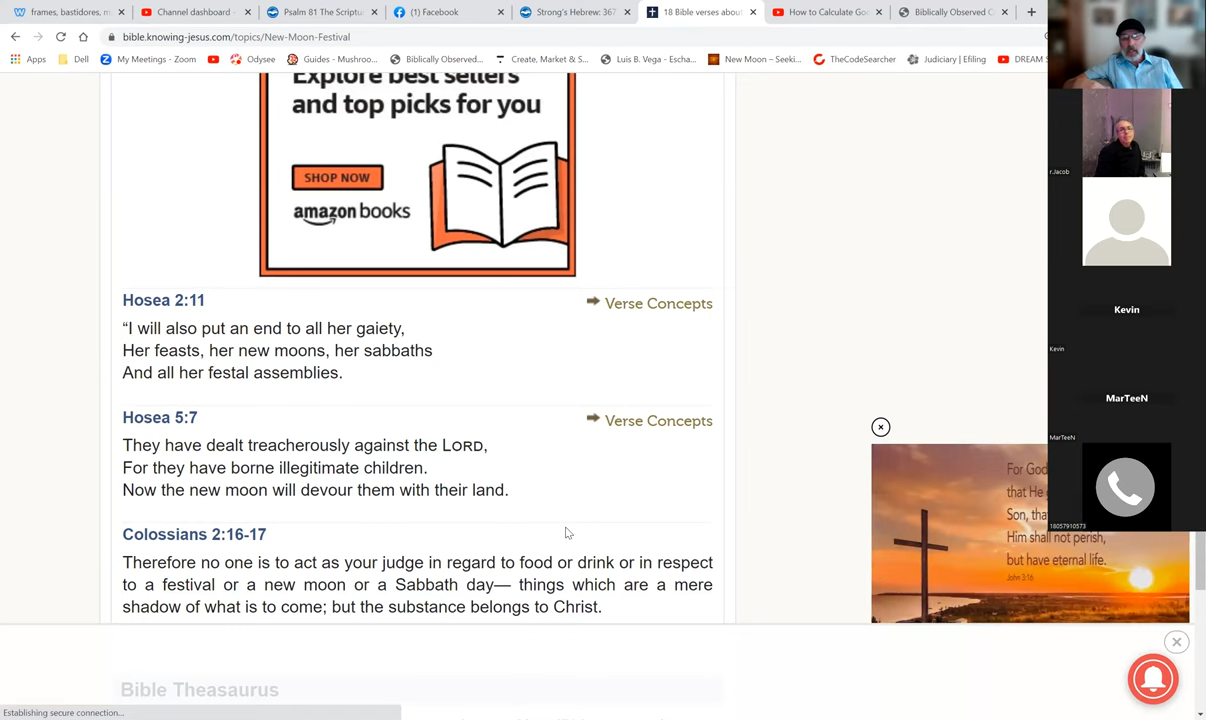 frames, bastidores, m
Channel dashboard -
Psalm 81 The Scriptu
(1) Facebook
Strong's Hebrew: 367
18 Bible verses about
How to Calculate Go
Biblically Observed C
bible.knowing-jesus.com/topics/New-Moon-Festival
Apps
Dell
My Meetings - Zoom
Odysee
Guides - Mushroo...
Biblically Observed...
Create, Market & S...
Luis B. Vega - Escha...
New Moon – Seeki...
TheCodeSearcher
Judiciary | Efiling
DREAM S
Explore best sellers
and top picks for you
SHOP NOW
amazon books
Hosea 2:11
Verse Concepts
“I will also put an end to all her gaiety,
Her feasts, her new moons, her sabbaths
And all her festal assemblies.
Hosea 5:7
Verse Concepts
They have dealt treacherously against the LORD,
For they have borne illegitimate children.
Now the new moon will devour them with their land.
Colossians 2:16-17
Therefore no one is to act as your judge in regard to food or drink or in respect
to a festival or a new moon or a Sabbath day— things which are a mere
shadow of what is to come; but the substance belongs to Christ.
Bible Theasaurus
Establishing secure connection...
r.Jacob
Kevin
Kevin
MarTeeN
MarTeeN
18057910573
For God
that He g
Son, tha
Him shall not perish,
but have eternal life.
John 3:16